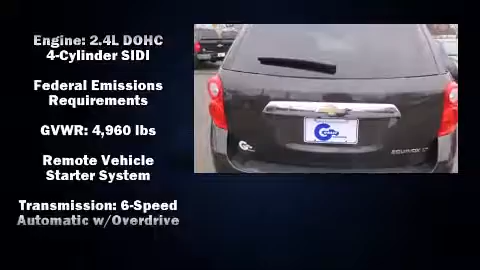 Engine: 2.4L DOHC
4-Cylinder SIDI
Federal Emissions
Requirements
GVWR: 4,960 lbs
Remote Vehicle
Starter System
Transmission: 6-Speed
Automatic w/Overdrive
EQUINOX LT